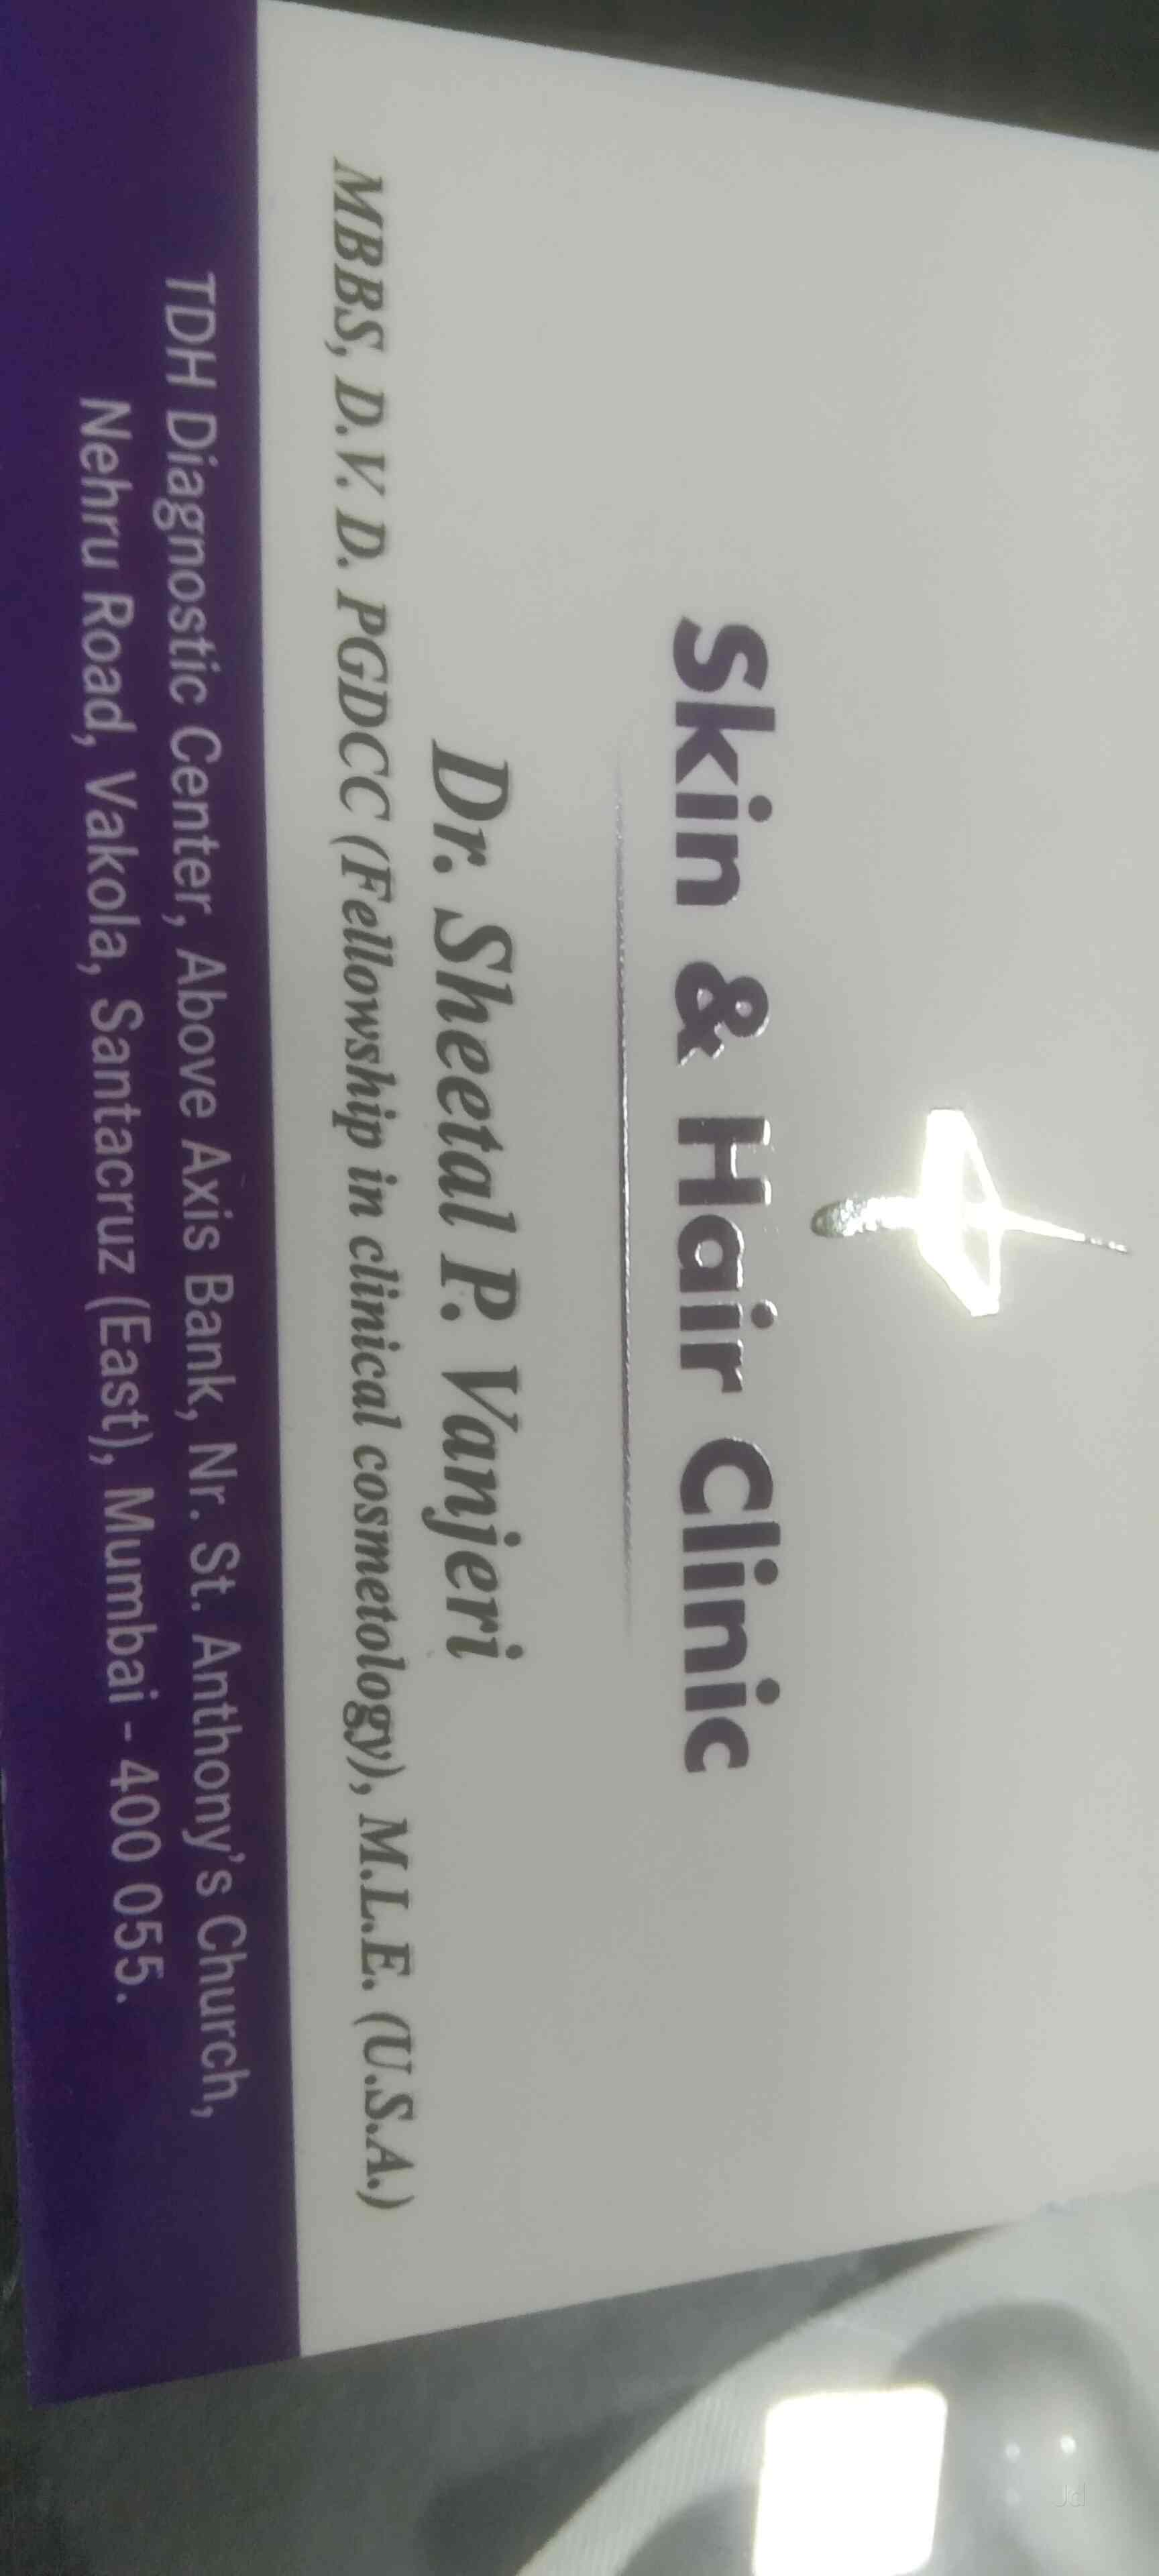 Skin & Hair Clinic
Dr. Sheetal P. Vanjeri
MBBS, D.V. D. PGDCC (Fellowship in clinical cosmetology), M.L.E. (U.S.A.)
TDH Diagnostic Center, Above Axis Bank, Nr. St. Anthony's Church,
Nehru Road, Vakola, Santacruz (East), Mumbai - 400 055.
Jd